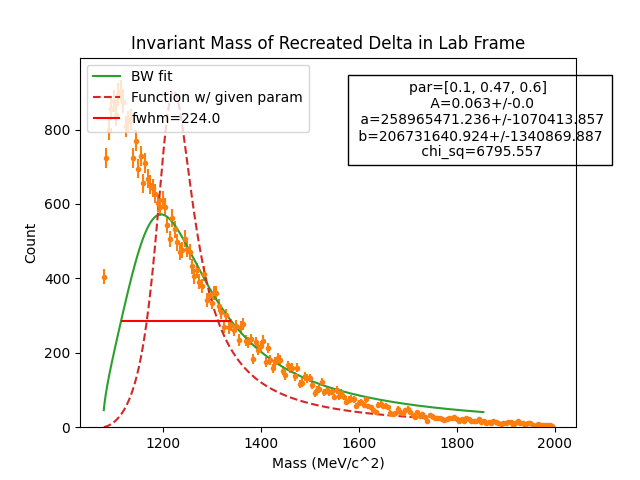 Invariant Mass of Recreated Delta in Lab Frame
BW fit
Function w/ given param
fwhm=224.0
par=[0.1, 0.47, 0.6]
A=0.063+/-0.0
a=258965471.236+/-1070413.857
b=206731640.924+/-1340869.887
chi_sq=6795.557
Count
800
600
400
200
0
1200
1400
1600
1800
2000
Mass (MeV/c^2)